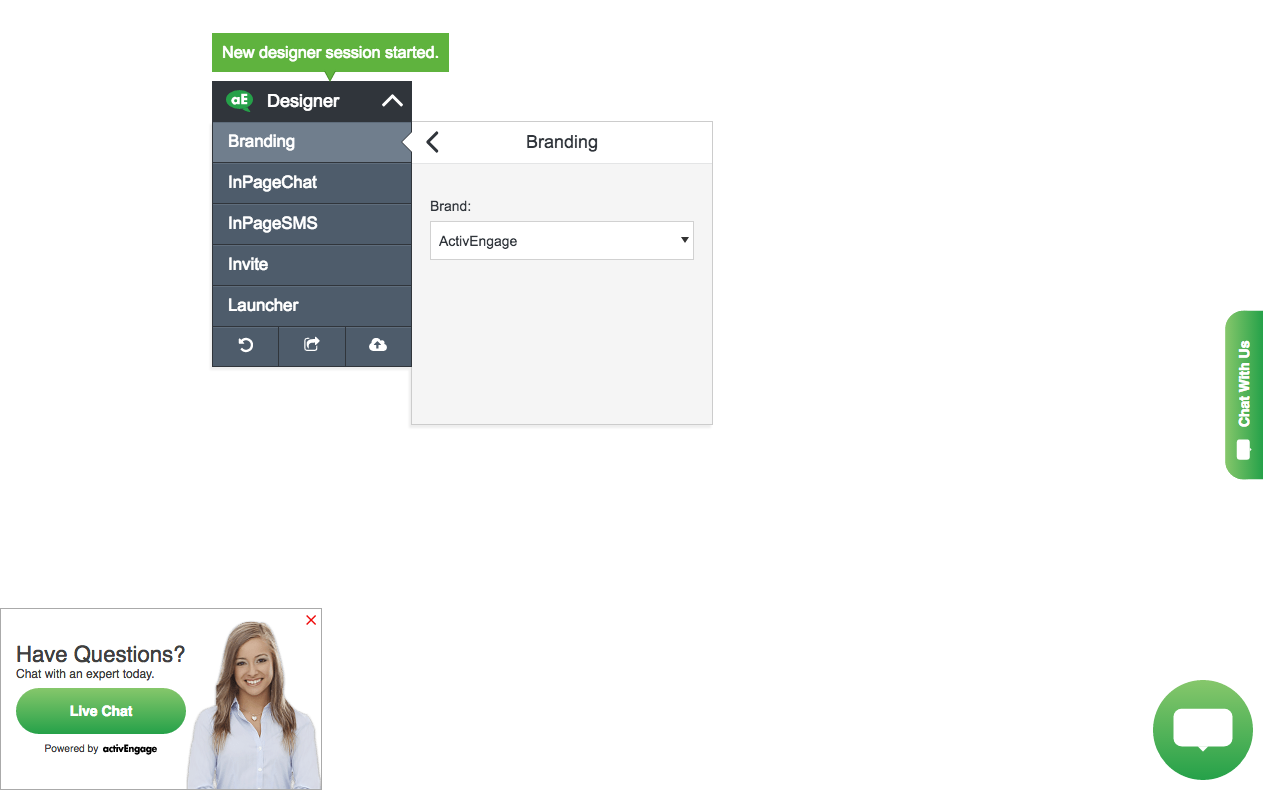 New designer session started.
aE Designer
Branding
InPageChat
InPageSMS
Invite
Launcher
Branding
Brand:
ActivEngage
Chat With Us
Have Questions?
Chat with an expert today.
Live Chat
Powered by activEngage